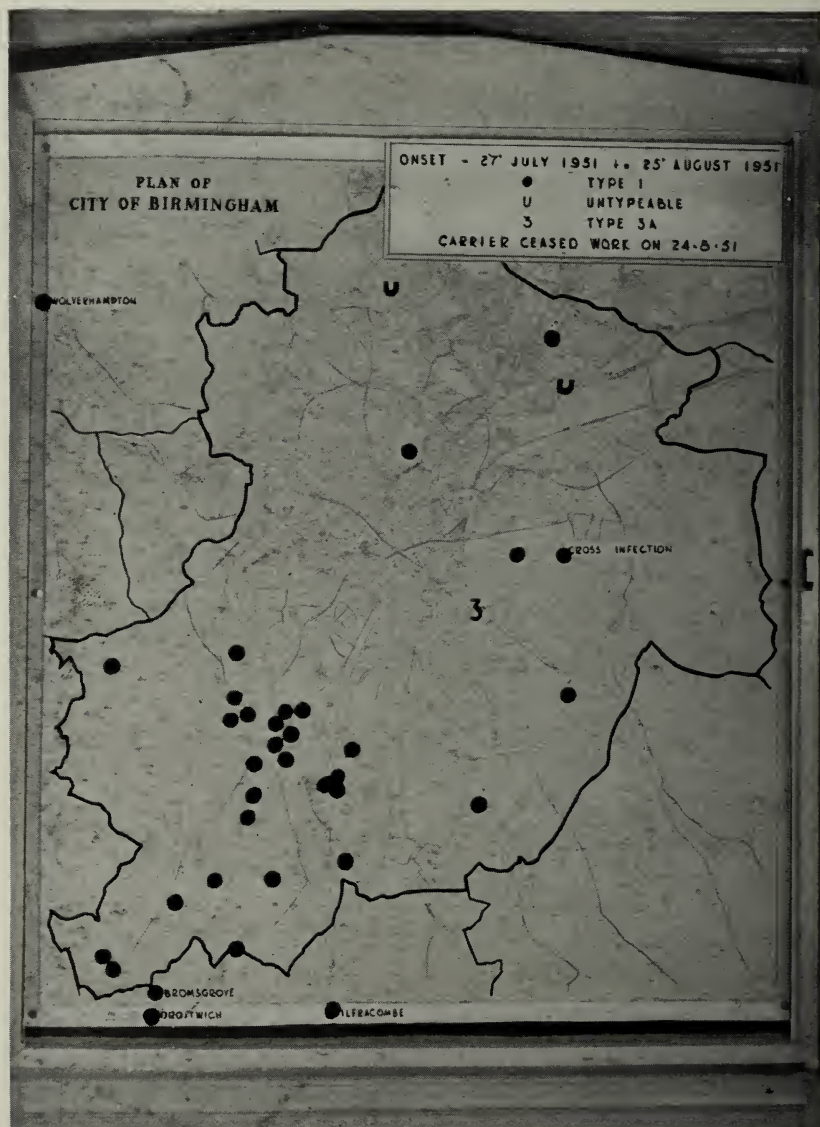 PLAN OF
CITY OF BIRMINGHAM
ONSET - 27' JULY 1951 to 25' AUGUST 1951
● TYPE 1
U UNTYPEABLE
3 TYPE 3A
CARRIER CEASED WORK ON 24-8-51
WOLVERHAMPTON
U
U
CROSS INFECTION
3
BROMSGROVE
DROITWICH
ILFRACOMBE